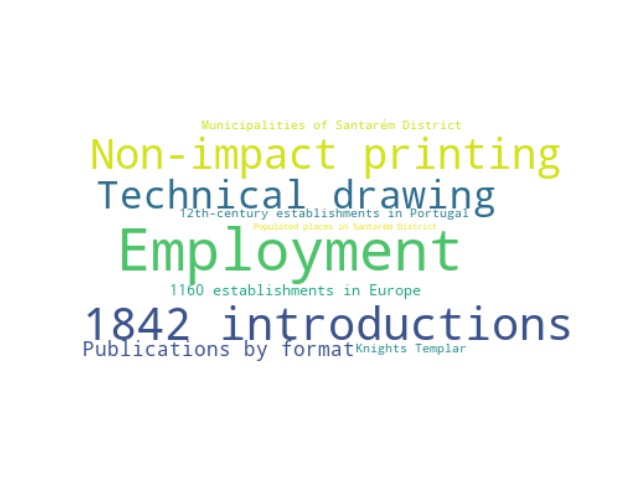 Municipalities of Santarém District
Non-impact printing
Technical drawing
12th-century establishments in Portugal
Populated places in Santarém District
Employment
1160 establishments in Europe
1842 introductions
Publications by format
Knights Templar